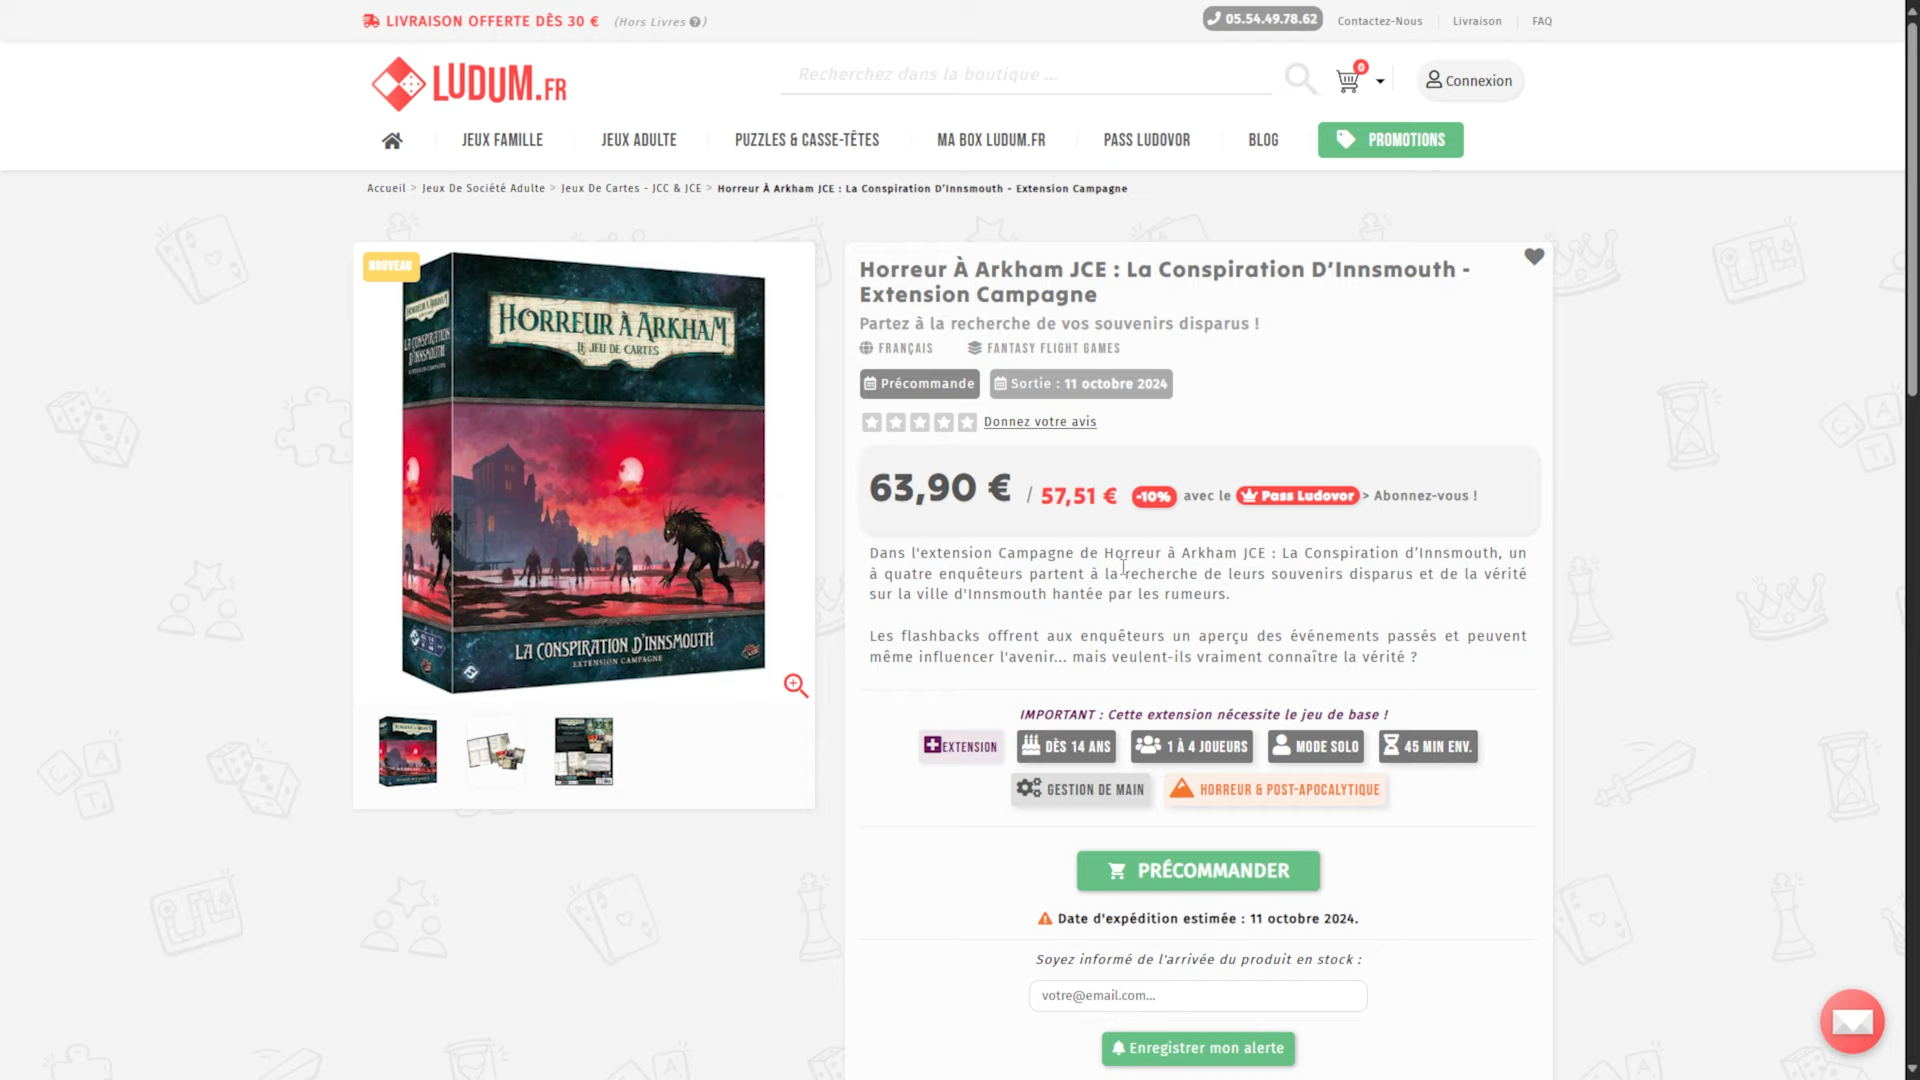 LIVRAISON OFFERTE DÈS 30 € (Hors Livres ?)
05.54.49.78.62 Contactez-Nous Livraison FAQ
LUDUM.FR
Recherchez dans la boutique ...
0
Connexion
JEUX FAMILLE JEUX ADULTE PUZZLES & CASSE-TÊTES MA BOX LUDUM.FR PASS LUDOVOR BLOG PROMOTIONS
Accueil > Jeux De Société Adulte > Jeux De Cartes - JCC & JCE > Horreur À Arkham JCE : La Conspiration D'Innsmouth - Extension Campagne
NOUVEAU
HORREUR À ARKHAM
LE JEU DE CARTES
HORREUR À ARKHAM
LA CONSPIRATION D'INNSMOUTH
LA CONSPIRATION D'INNSMOUTH
EXTENSION CAMPAGNE
Horreur À Arkham JCE : La Conspiration D'Innsmouth -
Extension Campagne
Partez à la recherche de vos souvenirs disparus !
FRANÇAIS FANTASY FLIGHT GAMES
Précommande Sortie : 11 octobre 2024
Donnez votre avis
63,90 € / 57,51 € -10% avec le Pass Ludovor > Abonnez-vous !
Dans l'extension Campagne de Horreur à Arkham JCE : La Conspiration d'Innsmouth, un
à quatre enquêteurs partent à la recherche de leurs souvenirs disparus et de la vérité
sur la ville d'Innsmouth hantée par les rumeurs.
Les flashbacks offrent aux enquêteurs un aperçu des événements passés et peuvent
même influencer l'avenir... mais veulent-ils vraiment connaître la vérité ?
IMPORTANT : Cette extension nécessite le jeu de base !
EXTENSION DÈS 14 ANS 1 À 4 JOUEURS MODE SOLO 45 MIN ENV.
GESTION DE MAIN HORREUR & POST-APOCALYTIQUE
PRÉCOMMANDER
Date d'expédition estimée : 11 octobre 2024.
Soyez informé de l'arrivée du produit en stock :
votre@email.com...
Enregistrer mon alerte